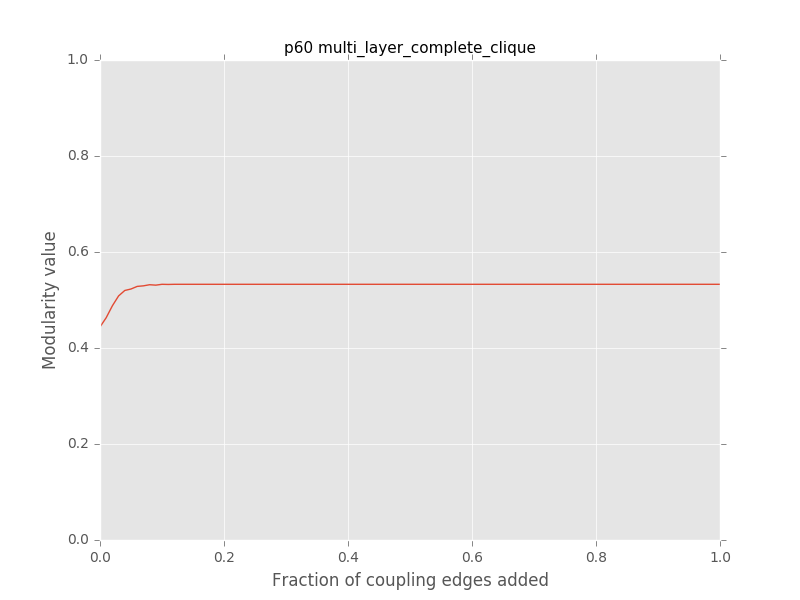 p60 multi_layer_complete_clique
1.0
0.8
0.6
0.4
0.2
0.0
Modularity value
0.0 0.2 0.4 0.6 0.8 1.0
Fraction of coupling edges added